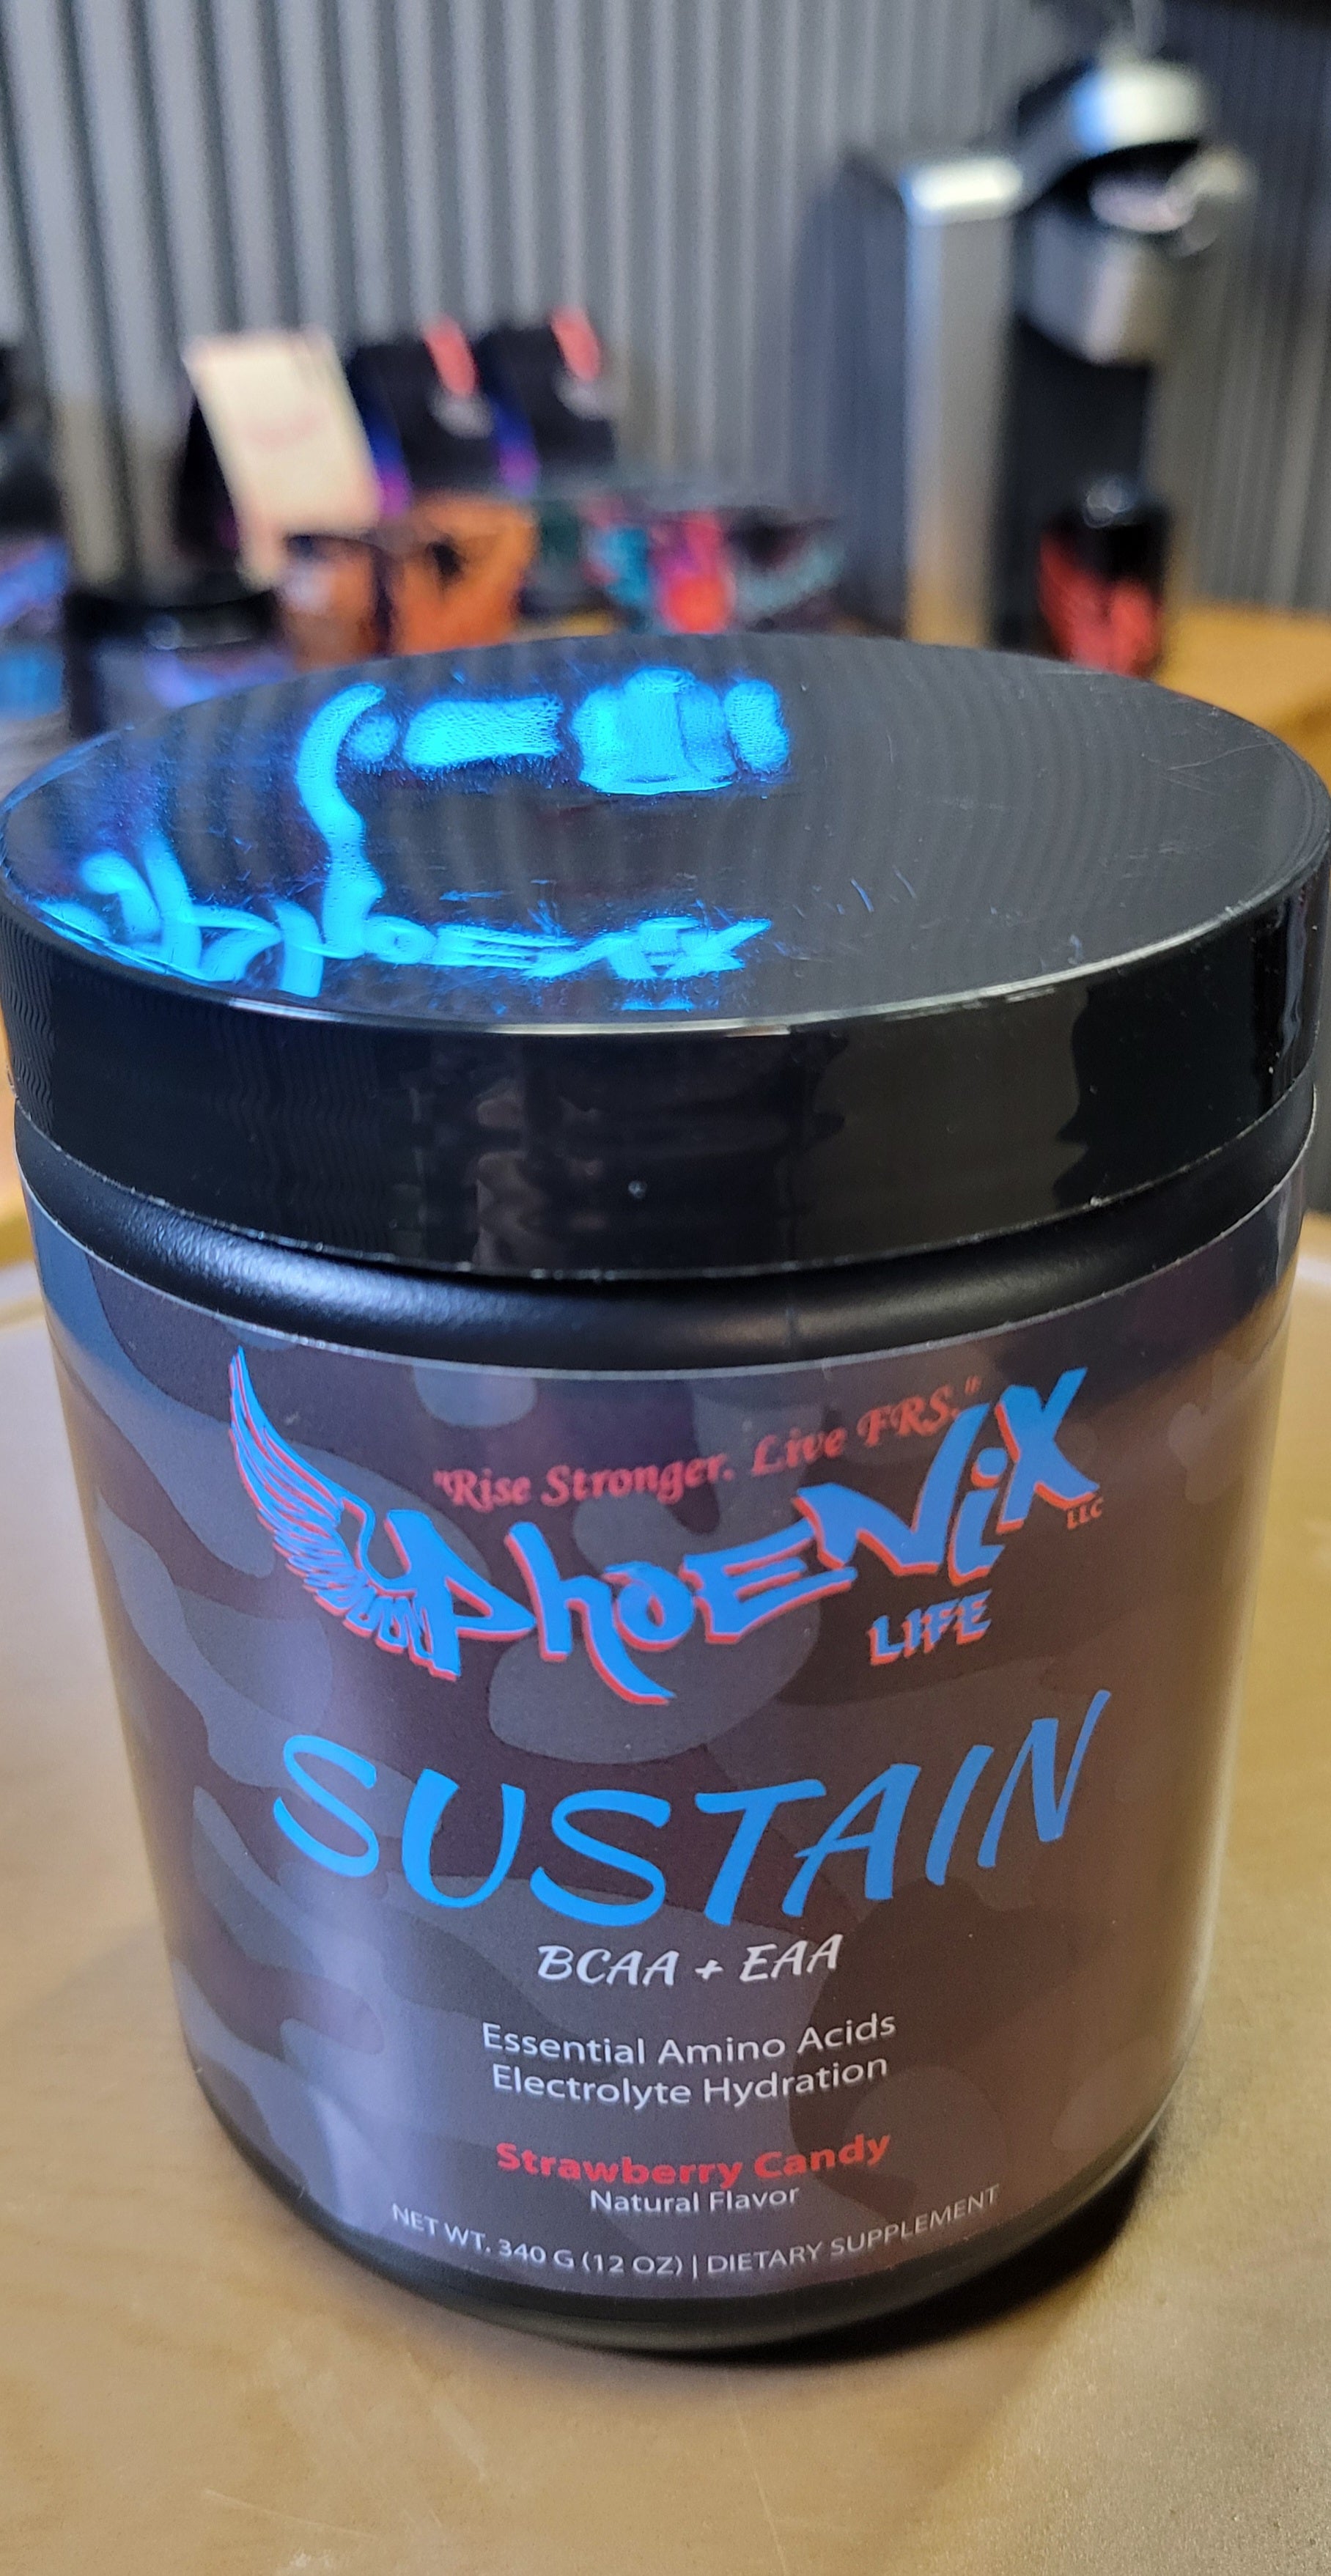 "Rise Stronger. Live FRS."
PhoENiX
LLC
LIFE
SUSTAIN
BCAA + EAA
Essential Amino Acids
Electrolyte Hydration
Strawberry Candy
Natural Flavor
NET WT. 340 G (12 OZ) | DIETARY SUPPLEMENT